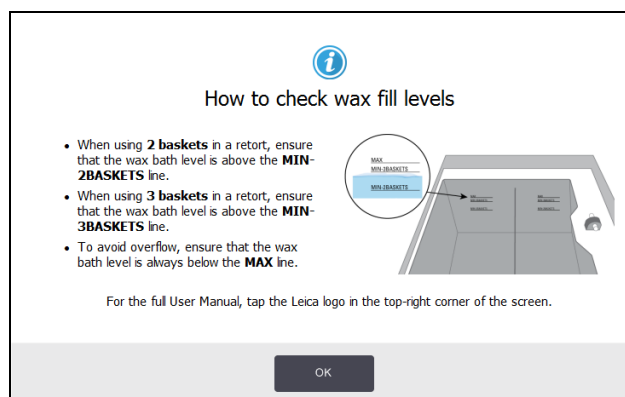 How to check wax fill levels
• When using 2 baskets in a retort, ensure
that the wax bath level is above the MIN-
2BASKETS line.
• When using 3 baskets in a retort, ensure
that the wax bath level is above the MIN-
3BASKETS line.
• To avoid overflow, ensure that the wax
bath level is always below the MAX line.
MAX
MIN-3BASKETS
MIN-3BASKETS
For the full User Manual, tap the Leica logo in the top-right corner of the screen.
OK